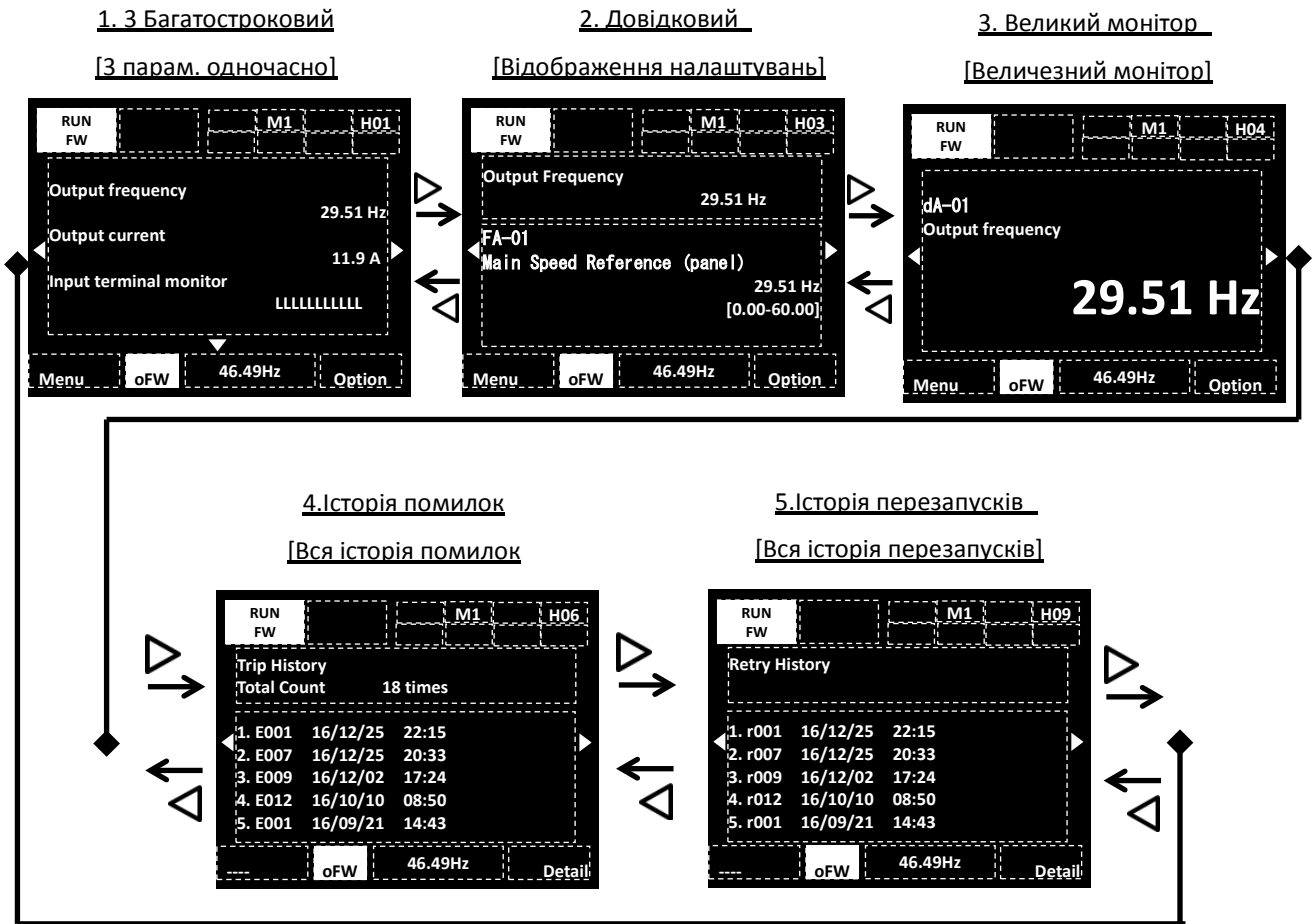 1. 3 Багатостроковий
[3 парам. одночасно]
RUN
FW
M1
H01
Output frequency
29.51 Hz
Output current
11.9 A
Input terminal monitor
LLLLLLLLLLL
Menu
oFW
46.49Hz
Option
2. Довідковий
[Відображення налаштувань]
RUN
FW
M1
H03
Output Frequency
29.51 Hz
FA-01
Main Speed Reference (panel)
29.51 Hz
[0.00-60.00]
Menu
oFW
46.49Hz
Option
3. Великий монітор
[Величезний монітор]
RUN
FW
M1
H04
dA-01
Output frequency
29.51 Hz
Menu
oFW
46.49Hz
Option
4.Історія помилок
[Вся історія помилок
RUN
FW
M1
H06
Trip History
Total Count 18 times
1. E001 16/12/25 22:15
2. E007 16/12/25 20:33
3. E009 16/12/02 17:24
4. E012 16/10/10 08:50
5. E001 16/09/21 14:43
----
oFW
46.49Hz
Detail
5.Історія перезапусків
[Вся історія перезапусків]
RUN
FW
M1
H09
Retry History
1. r001 16/12/25 22:15
2. r007 16/12/25 20:33
3. r009 16/12/02 17:24
4. r012 16/10/10 08:50
5. r001 16/09/21 14:43
----
oFW
46.49Hz
Detail